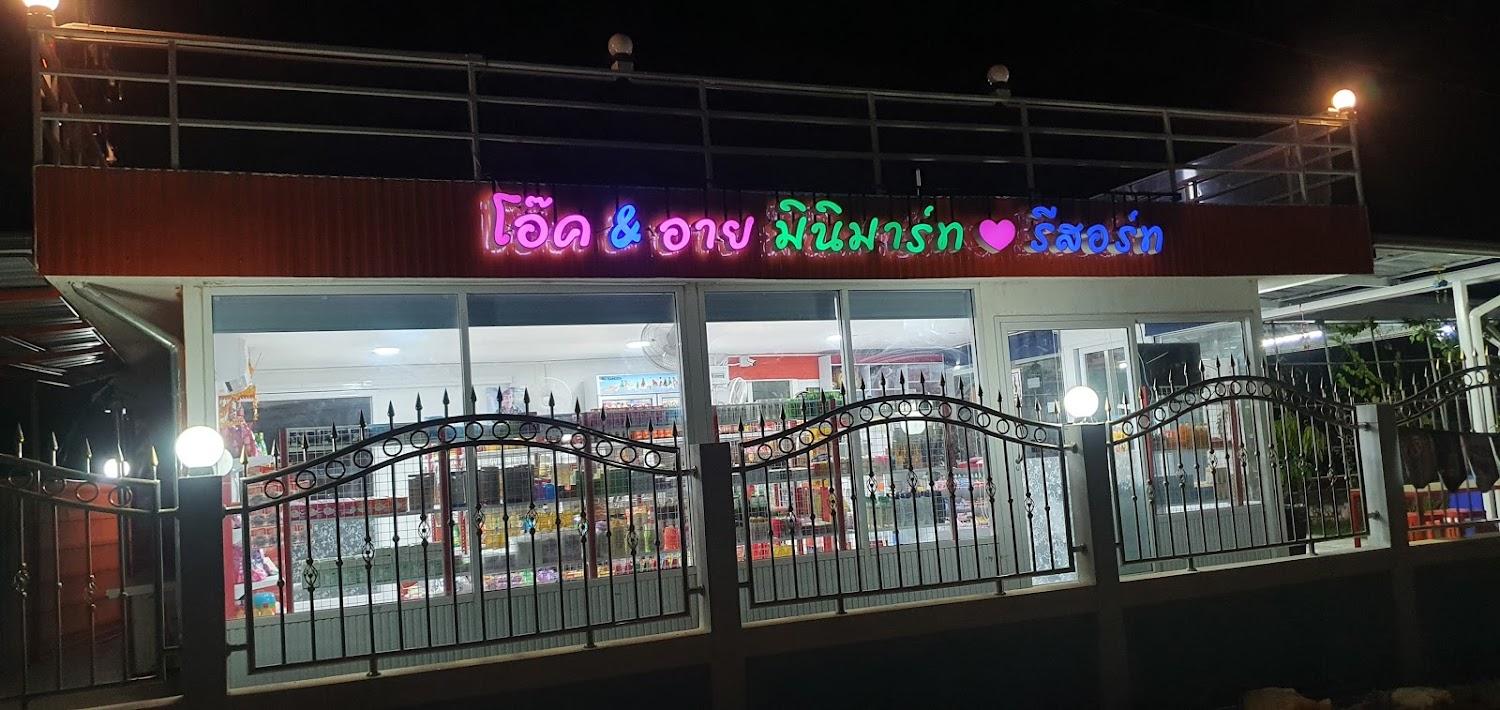 โอ๊ค & อาย มินิมาร์ท ♥ รีสอร์ท